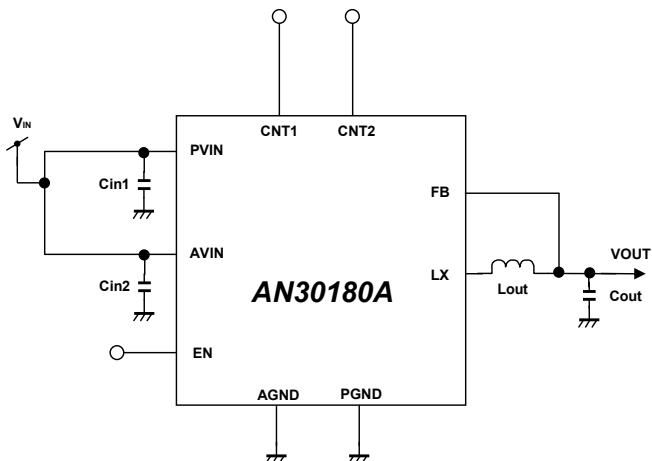 CNT1
CNT2
VIN
PVIN
Cin1
FB
AVIN
VOUT
LX
Cin2
AN30180A
Lout
Cout
EN
AGND
PGND